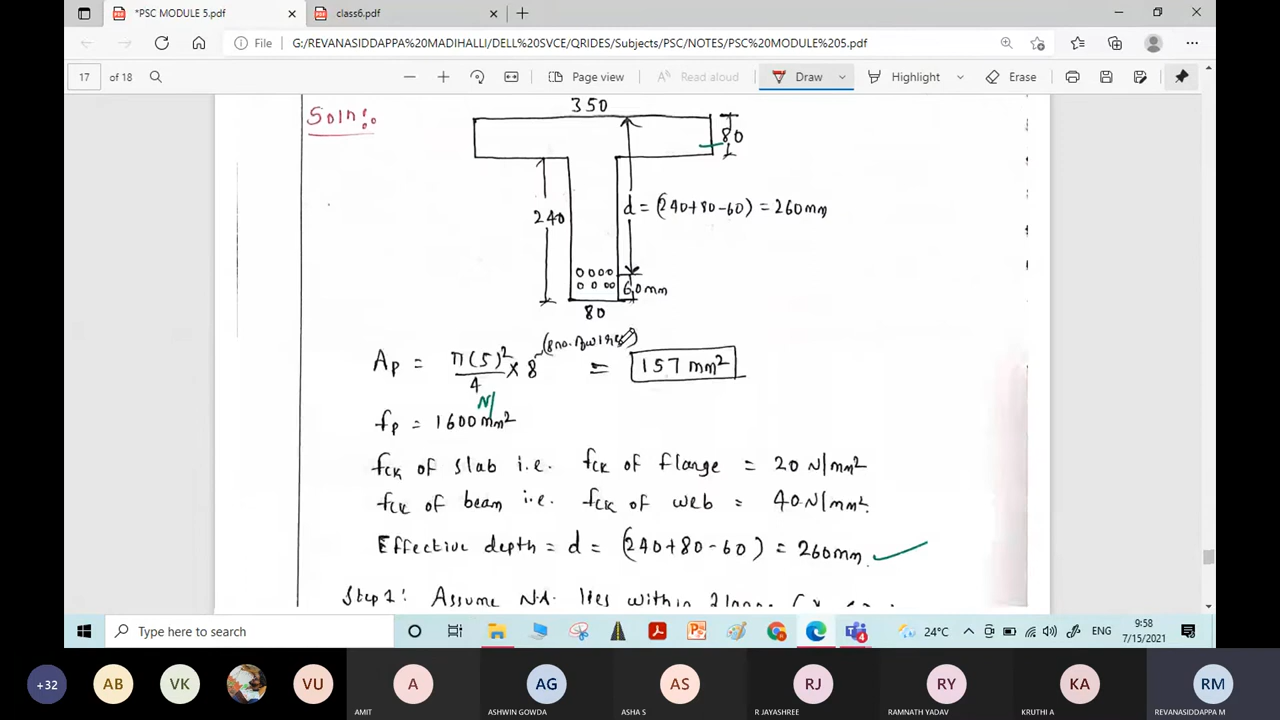 *PSC MODULE 5.pdf
class6.pdf
File
G:/REVANASIDDAPPA%20MADIHALLI/DELL%20SVCE/QRIDES/Subjects/PSC/NOTES/PSC%20MODULE%205.pdf
17 of 18
Page view
Read aloud
Draw
Highlight
Erase
Soln:
350
80
240
d = (240+80-60) = 260mm
60mm
80
(8no. of wires)
Ap = π(5)²/4 × 8 = 157 mm²
fp = 1600 N/mm²
fck of slab i.e. fck of flange = 20 N/mm²
fck of beam i.e. fck of web = 40 N/mm².
Effective depth = d = (240+80-60) = 260mm.
Step 1: Assume N.A. lies within
Type here to search
4
24°C
ENG
9:58
7/15/2021
+32
AB
VK
VU
A
AG
AS
RJ
RY
KA
RM
AMIT
ASHWIN GOWDA
ASHA S
R JAYASHREE
RAMNATH YADAV
KRUTHI A
REVANASIDDAPPA M